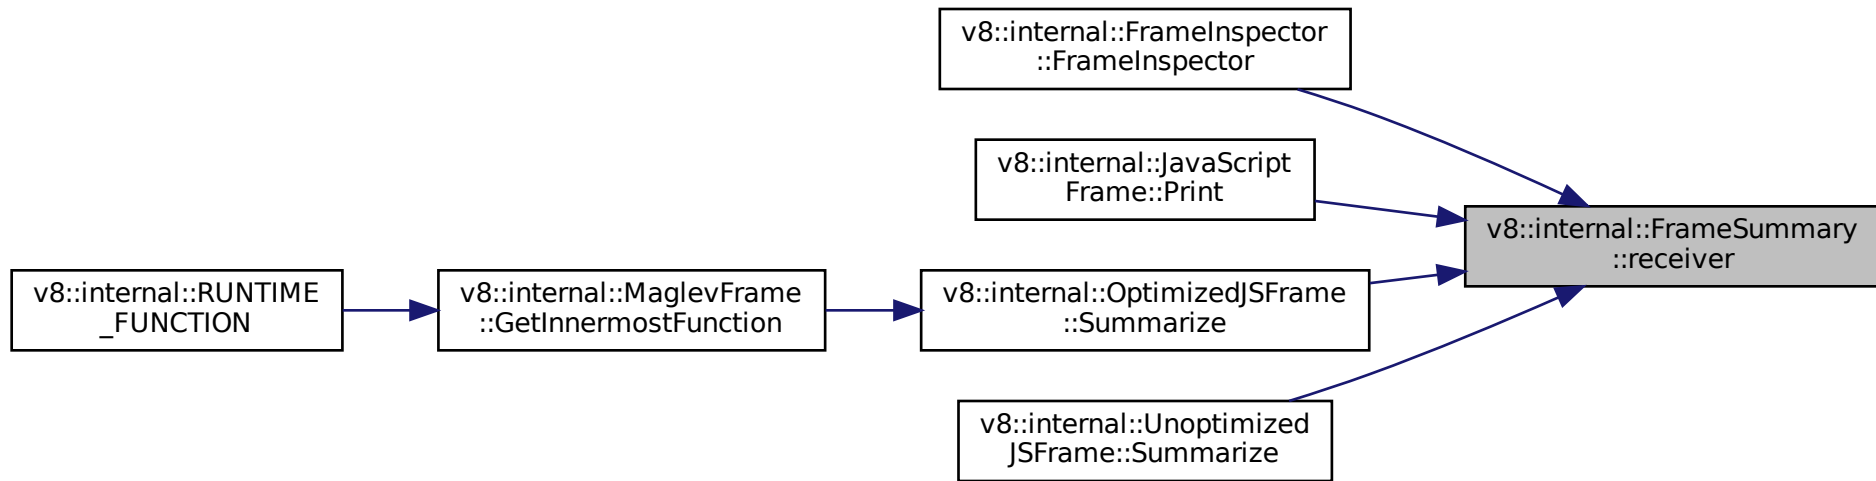 v8::internal::FrameInspector
::FrameInspector
v8::internal::JavaScript
Frame::Print
v8::internal::FrameSummary
::receiver
v8::internal::RUNTIME
_FUNCTION
v8::internal::MaglevFrame
::GetInnermostFunction
v8::internal::OptimizedJSFrame
::Summarize
v8::internal::Unoptimized
JSFrame::Summarize